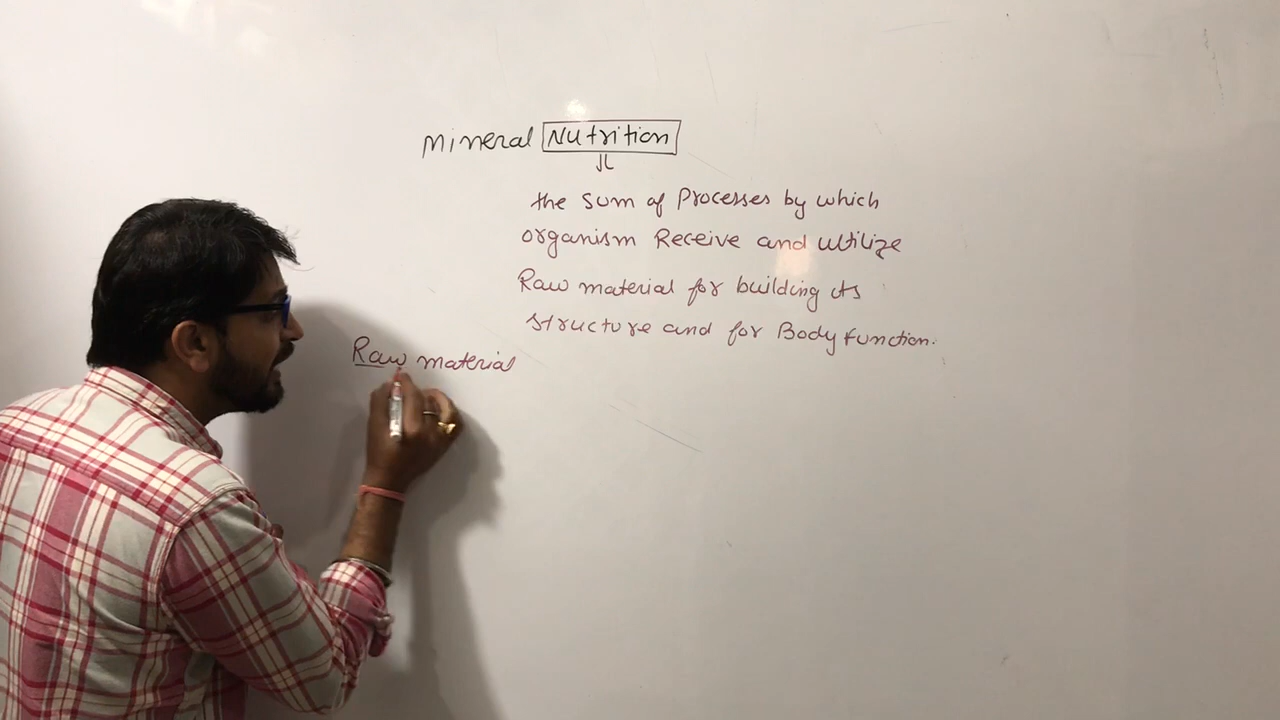 Mineral Nutrition
the sum of Processes by which
organism Receive and Utilize
Raw material for building its
structure and for Body function.
Raw material